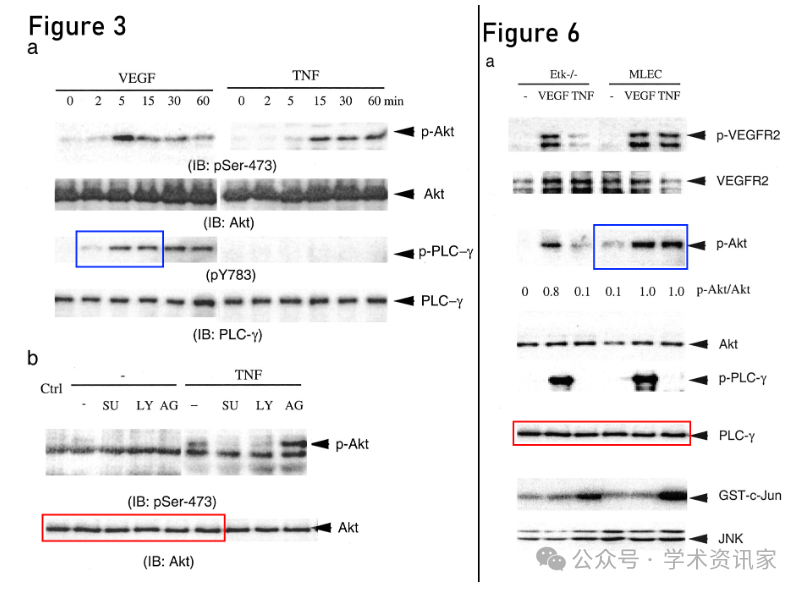 Figure 3
a
VEGF TNF
0 2 5 15 30 60 0 2 5 15 30 60 min
p-Akt
(IB: pSer-473)
Akt
(IB: Akt)
p-PLC-γ
(pY783)
PLC-γ
(IB: PLC-γ)
b
Ctrl - TNF
- SU LY AG – SU LY AG
p-Akt
(IB: pSer-473)
Akt
(IB: Akt)
Figure 6
a
Etk-/- MLEC
- VEGF TNF - VEGF TNF
p-VEGFR2
VEGFR2
p-Akt
0 0.8 0.1 0.1 1.0 1.0 p-Akt/Akt
Akt
p-PLC-γ
PLC-γ
GST-c-Jun
JNK
公众号 · 学术资讯家